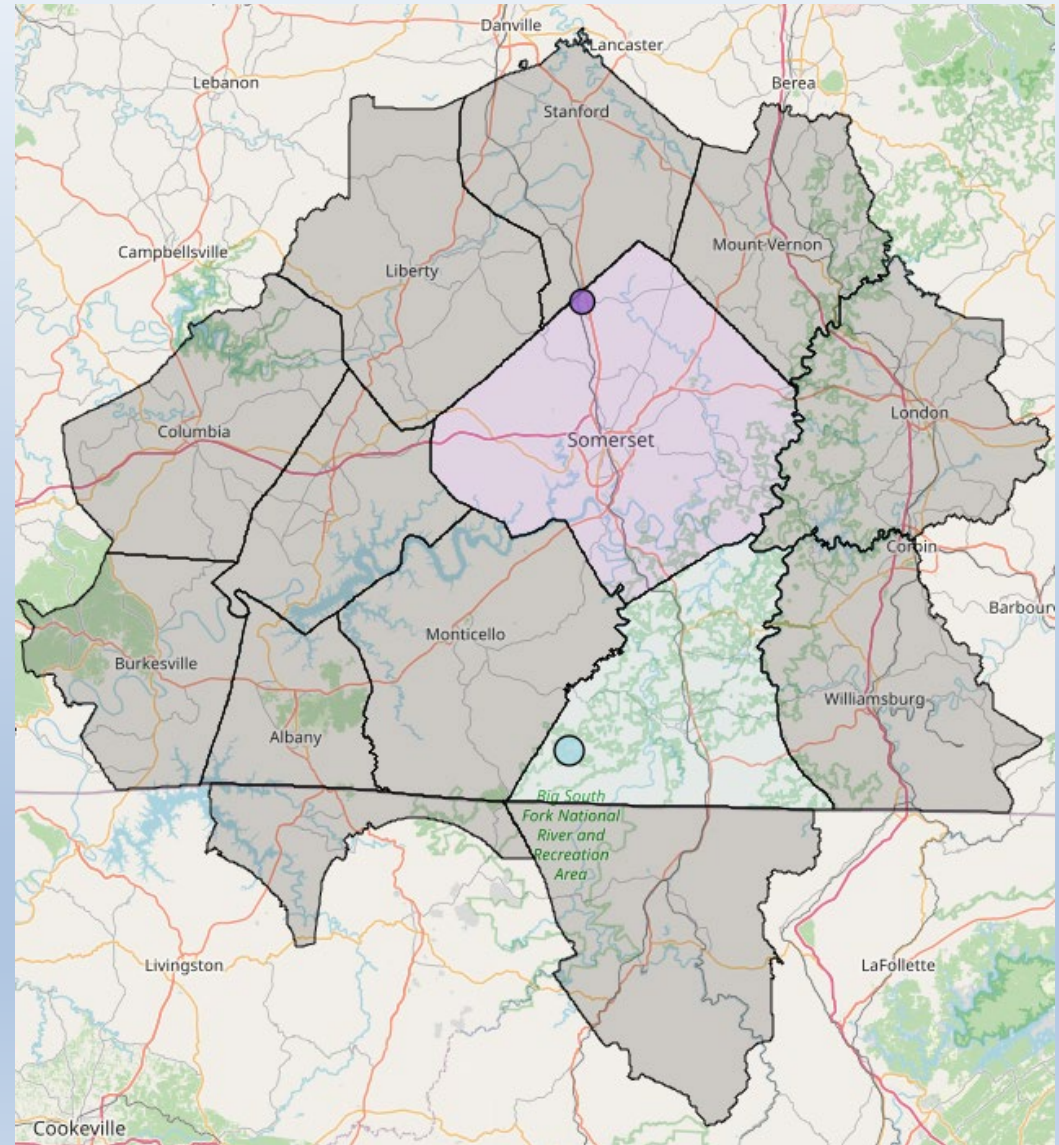 Danville
Lancaster
Lebanon
Berea
Stanford
Campbellsville
Mount Vernon
Liberty
London
Columbia
Somerset
Corbin
Barbour
Monticello
Burkesville
Williamsburg
Albany
Big South
Fork National
River and
Recreation
Area
Livingston
LaFollette
Cookeville